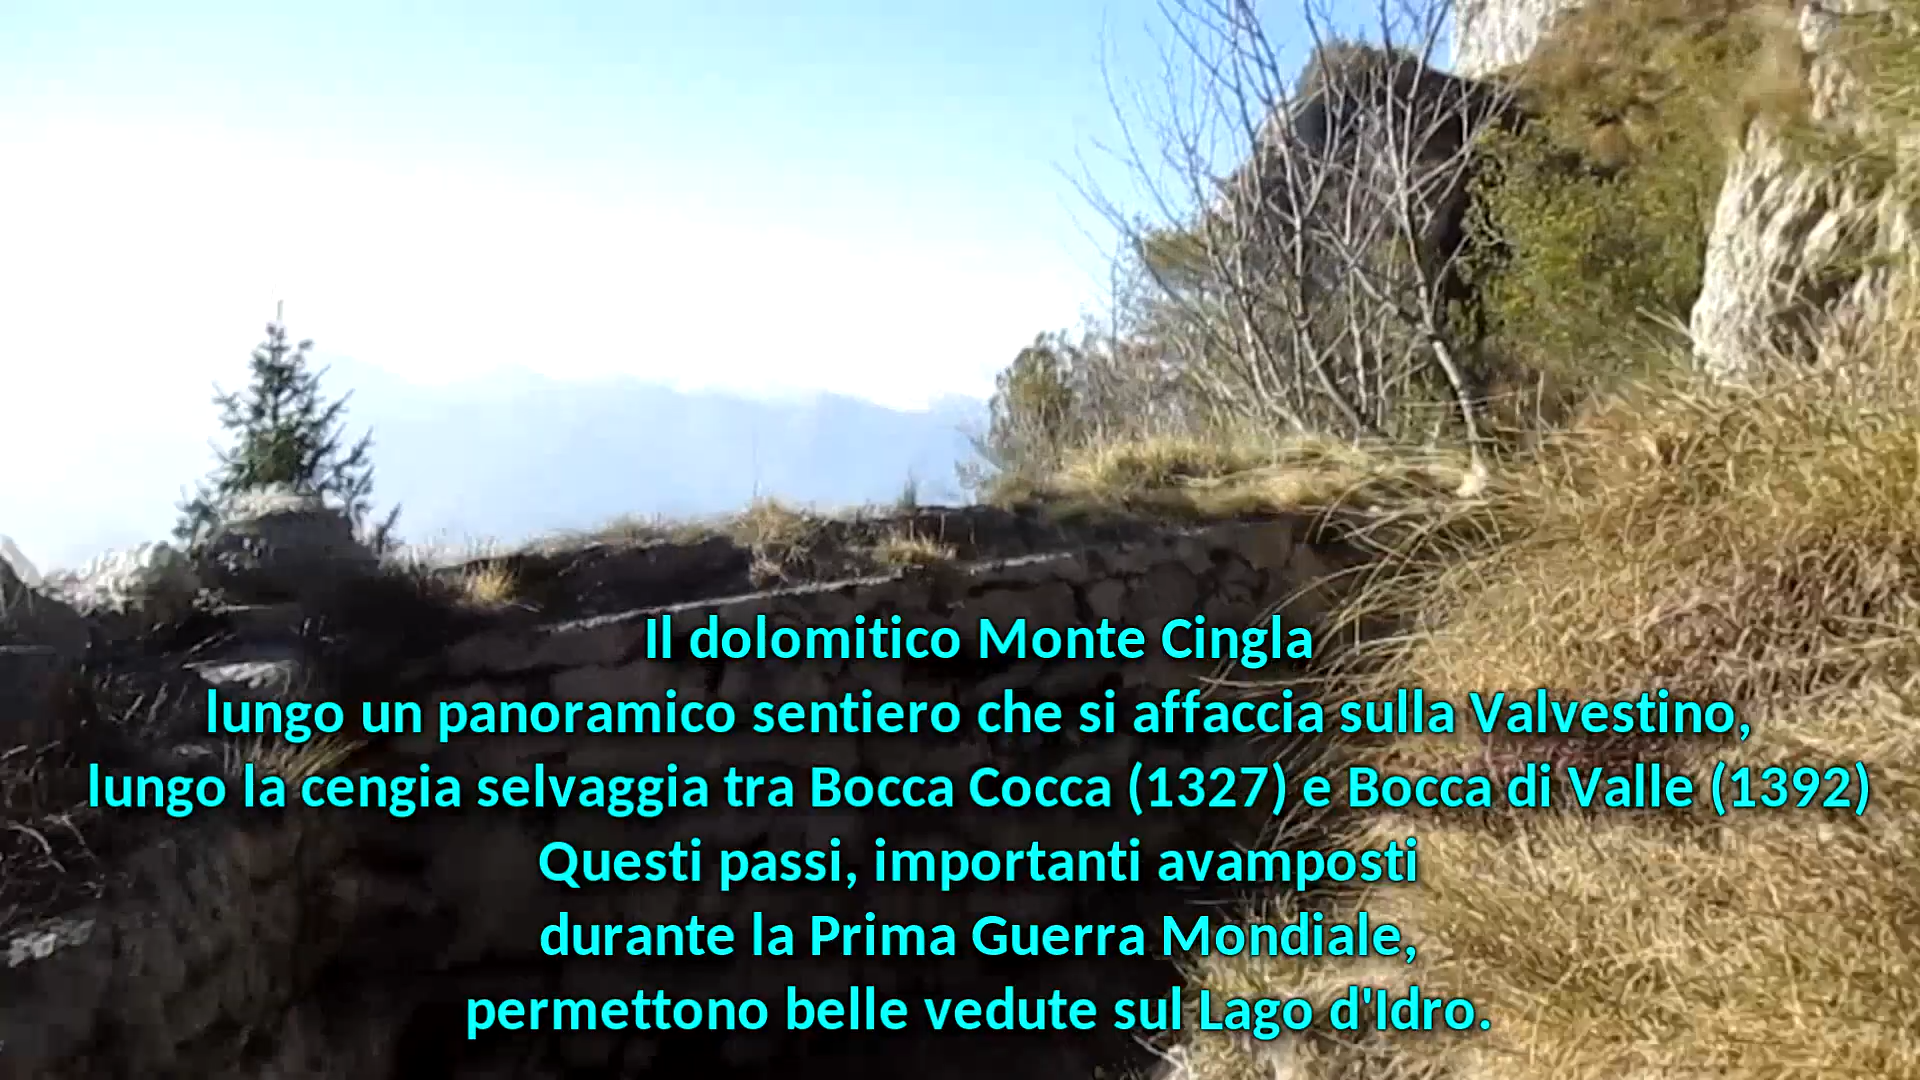 Il dolomitico Monte Cingla
lungo un panoramico sentiero che si affaccia sulla Valvestino,
lungo la cengia selvaggia tra Bocca Cocca (1327) e Bocca di Valle (1392)
Questi passi, importanti avamposti
durante la Prima Guerra Mondiale,
permettono belle vedute sul Lago d'Idro.